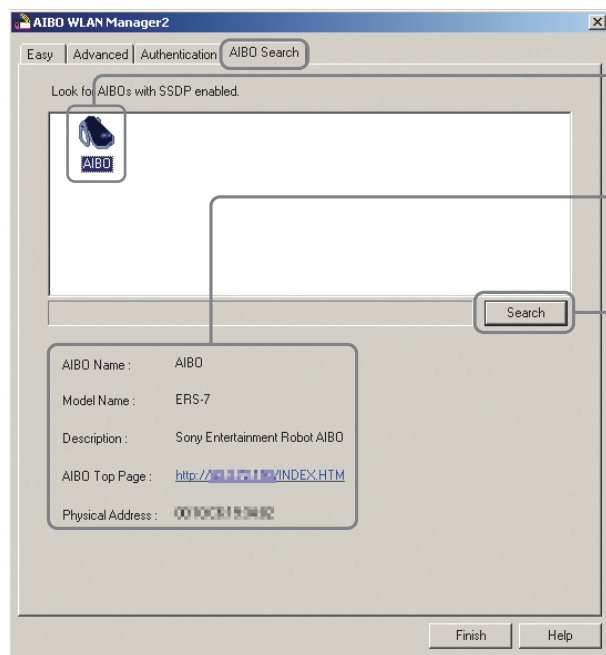 AIBO WLAN Manager2
Easy Advanced Authentication AIBO Search
Look for AIBOs with SSDP enabled.
AIBO
Search
AIBO Name : AIBO
Model Name : ERS-7
Description : Sony Entertainment Robot AIBO
AIBO Top Page : http:// /INDEX.HTM
Physical Address :
Finish Help